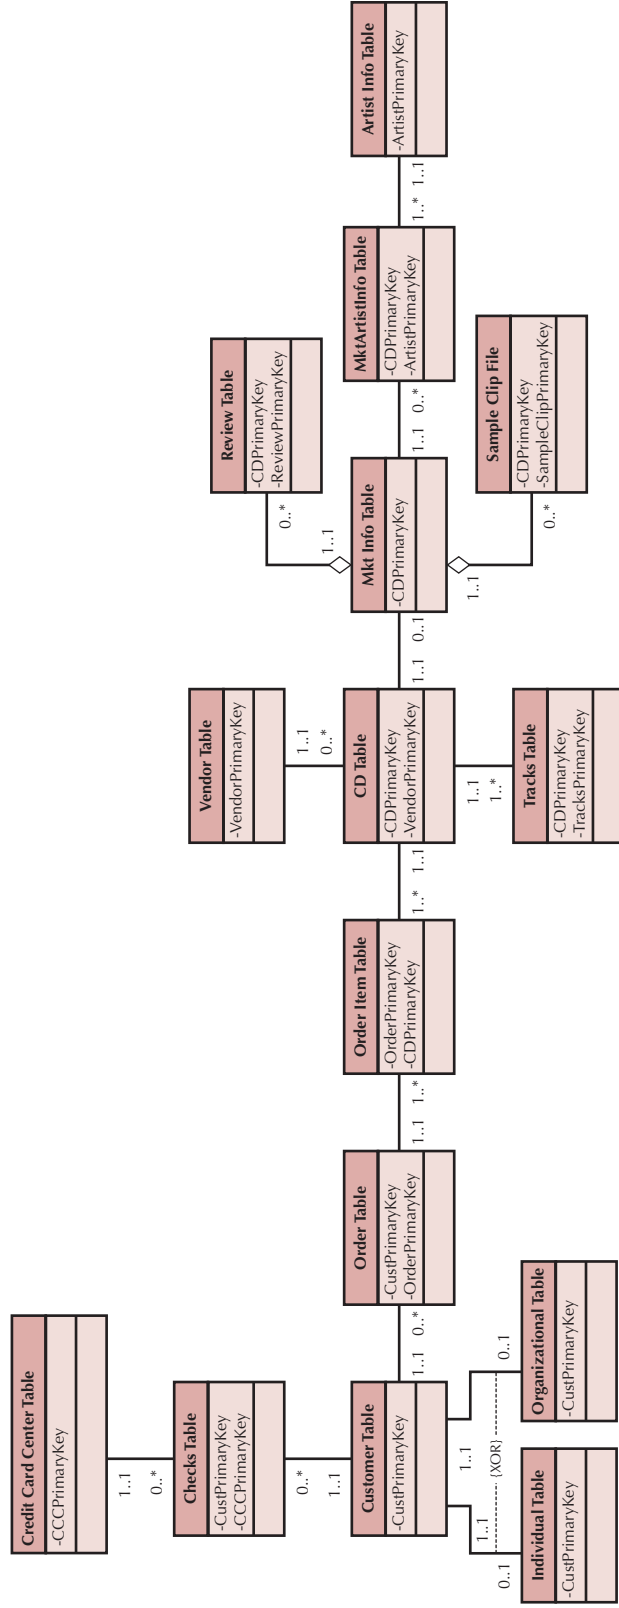 Credit Card Center Table
-CCCPrimaryKey
1..1
0..*
Checks Table
-CustPrimaryKey
-CCCPrimaryKey
0..*
1..1
Customer Table
-CustPrimaryKey
1..1
0..*
1..1
1..1
{XOR}
0..1
0..1
Individual Table
-CustPrimaryKey
Organizational Table
-CustPrimaryKey
Order Table
-CustPrimaryKey
-OrderPrimaryKey
1..1
1..*
Order Item Table
-OrderPrimaryKey
-CDPrimaryKey
1..*
1..1
Vendor Table
-VendorPrimaryKey
1..1
0..*
CD Table
-CDPrimaryKey
-VendorPrimaryKey
1..1
1..*
Tracks Table
-CDPrimaryKey
-TracksPrimaryKey
1..1
0..1
Review Table
-CDPrimaryKey
-ReviewPrimaryKey
0..*
1..1
Mkt Info Table
-CDPrimaryKey
1..1
0..*
Sample Clip File
-CDPrimaryKey
-SampleClipPrimaryKey
1..1
0..*
MktArtistInfo Table
-CDPrimaryKey
-ArtistPrimaryKey
1..*
1..1
Artist Info Table
-ArtistPrimaryKey